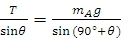 T/sinθ = m_A g/sin (90°+θ)